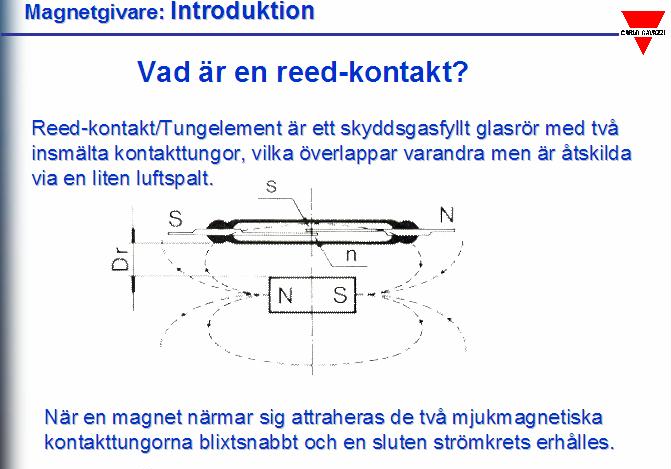 Magnetgivare: Introduktion
CARLO GAVAZZI
Vad är en reed-kontakt?
Reed-kontakt/Tungelement är ett skyddsgasfyllt glasrör med två
insmälta kontakttungor, vilka överlappar varandra men är åtskilda
via en liten luftspalt.
s
S
N
n
Dr
N S
När en magnet närmar sig attraheras de två mjukmagnetiska
kontakttungorna blixtsnabbt och en sluten strömkrets erhålles.